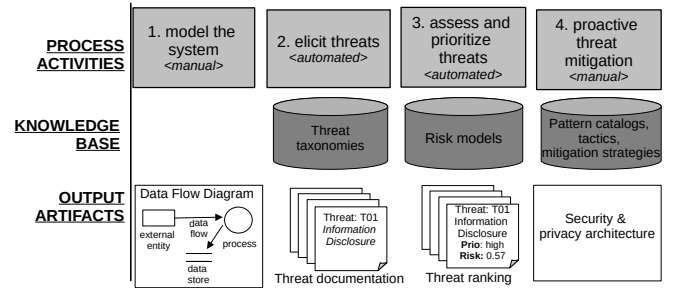 PROCESS
ACTIVITIES
1. model the
system
<manual>
2. elicit threats
<automated>
3. assess and
prioritize
threats
<automated>
4. proactive
threat
mitigation
<manual>
KNOWLEDGE
BASE
Threat
taxonomies
Risk models
Pattern catalogs,
tactics,
mitigation strategies
OUTPUT
ARTIFACTS
Data Flow Diagram
external
entity
data
flow
process
data
store
Threat: T01
Information
Disclosure
Threat documentation
Threat: T01
Information
Disclosure
Prio: high
Risk: 0.57
Threat ranking
Security &
privacy architecture